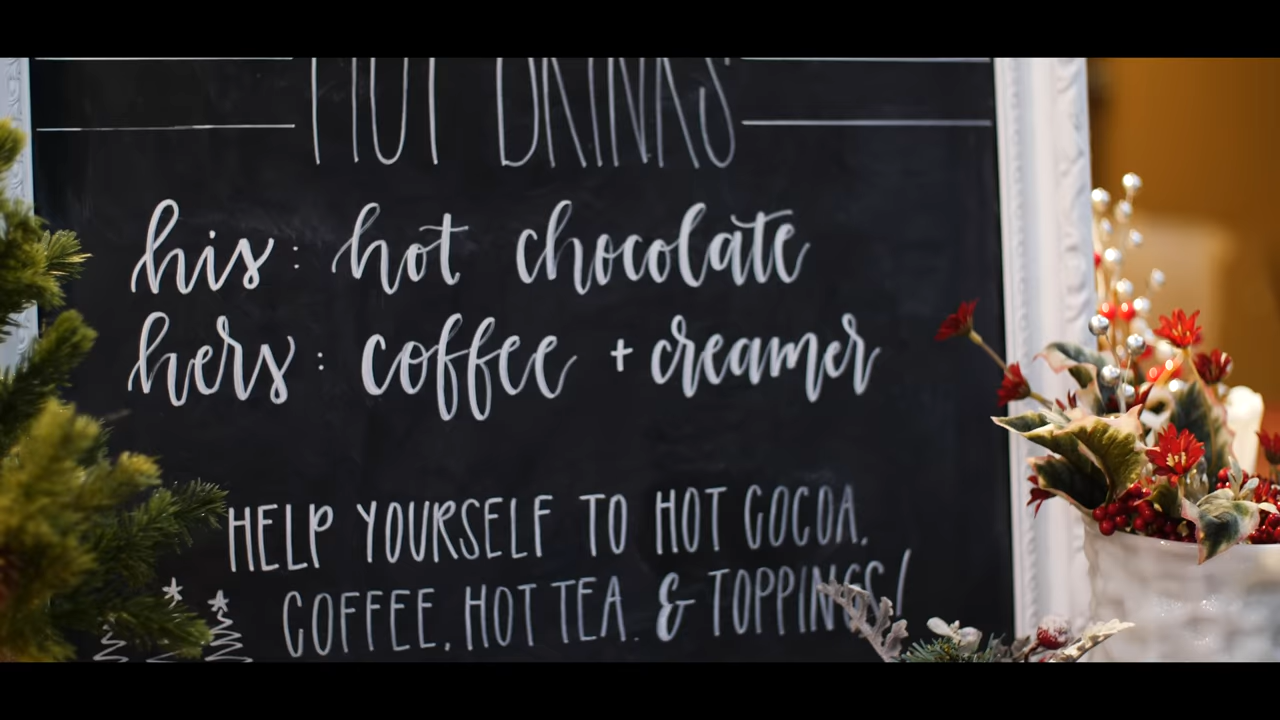 HOT DRINKS
his: hot chocolate
hers: coffee + creamer
HELP YOURSELF TO HOT COCOA,
COFFEE, HOT TEA, & TOPPINGS!